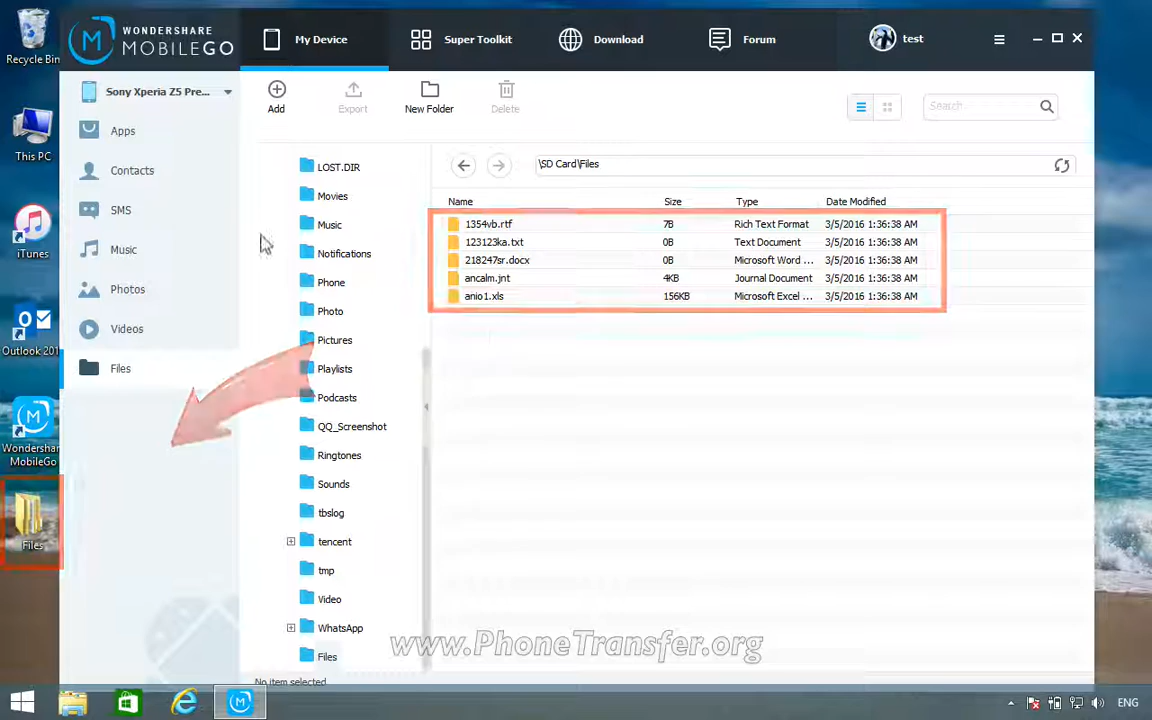 Recycle Bin
This PC
iTunes
Outlook 201
Wondershar
MobileGo
Files
WONDERSHARE
MOBILEGO
My Device
Super Toolkit
Download
Forum
test
Sony Xperia Z5 Pre...
Apps
Contacts
SMS
Music
Photos
Videos
Files
Add
Export
New Folder
Delete
Search
LOST.DIR
Movies
Music
Notifications
Phone
Photo
Pictures
Playlists
Podcasts
QQ_Screenshot
Ringtones
Sounds
tbslog
tencent
tmp
Video
WhatsApp
Files
\SD Card\Files
Name Size Type Date Modified
1354vb.rtf 7B Rich Text Format 3/5/2016 1:36:38 AM
123123ka.txt 0B Text Document 3/5/2016 1:36:38 AM
218247sr.docx 0B Microsoft Word ... 3/5/2016 1:36:38 AM
ancalm.jnt 4KB Journal Document 3/5/2016 1:36:38 AM
anio1.xls 156KB Microsoft Excel ... 3/5/2016 1:36:38 AM
www.PhoneTransfer.org
No item selected
ENG